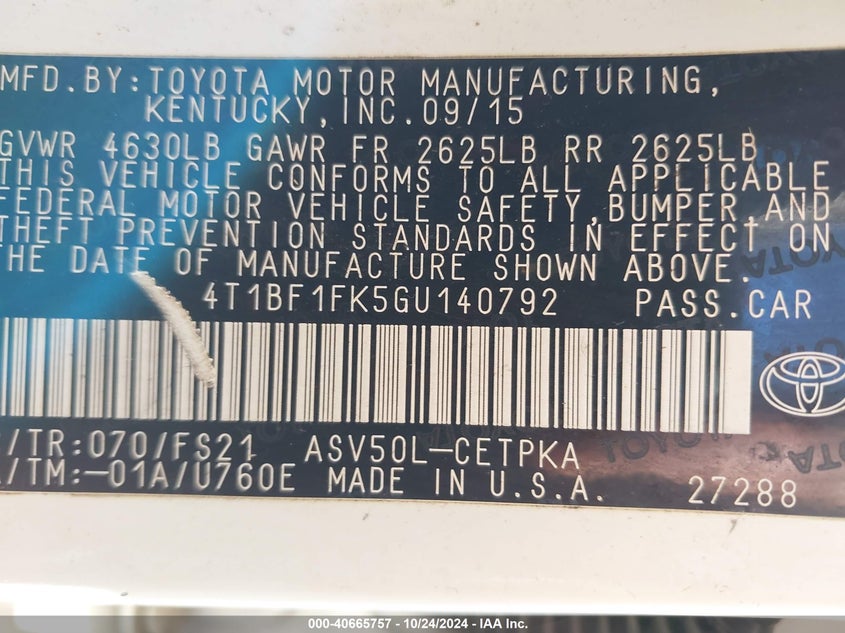 MFD. BY: TOYOTA MOTOR MANUFACTURING,
KENTUCKY, INC. 09/15
GVWR 4630LB GAWR FR 2625LB RR 2625LB
THIS VEHICLE CONFORMS TO ALL APPLICABLE
FEDERAL MOTOR VEHICLE SAFETY, BUMPER, AND
THEFT PREVENTION STANDARDS IN EFFECT ON
THE DATE OF MANUFACTURE SHOWN ABOVE.
4T1BF1FK5GU140792 PASS.CAR
/TR:070/FS21 ASV50L-CETPKA
/TM:-01A/U760E MADE IN U.S.A. 27288
000-40665757 - 10/24/2024 - IAA Inc.